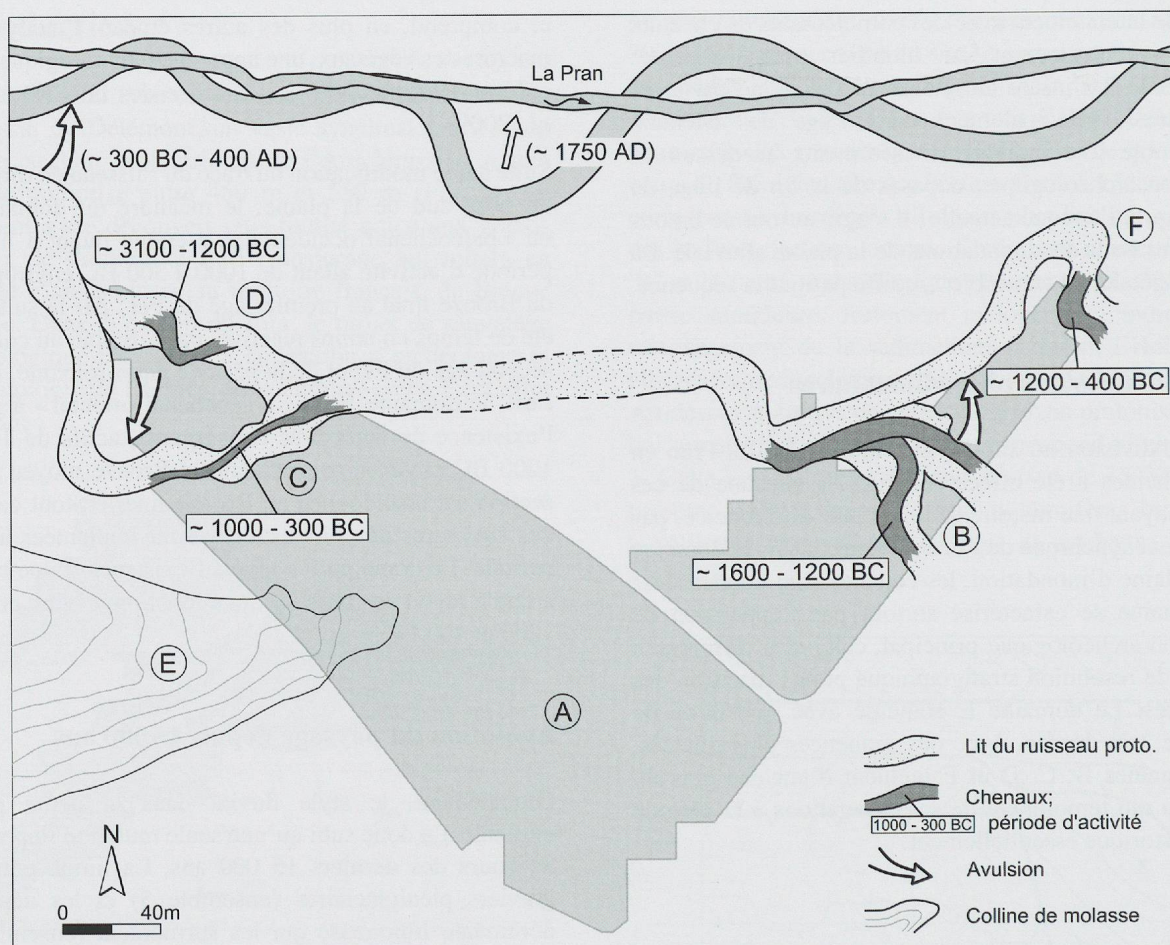 La Pran
(~ 300 BC - 400 AD)
(~ 1750 AD)
F
~ 3100 -1200 BC
D
~ 1200 - 400 BC
C
~ 1000 - 300 BC
B
~ 1600 - 1200 BC
E
A
Lit du ruisseau proto.
Chenaux;
1000 - 300 BC période d'activité
Avulsion
Colline de molasse
N
0 40m